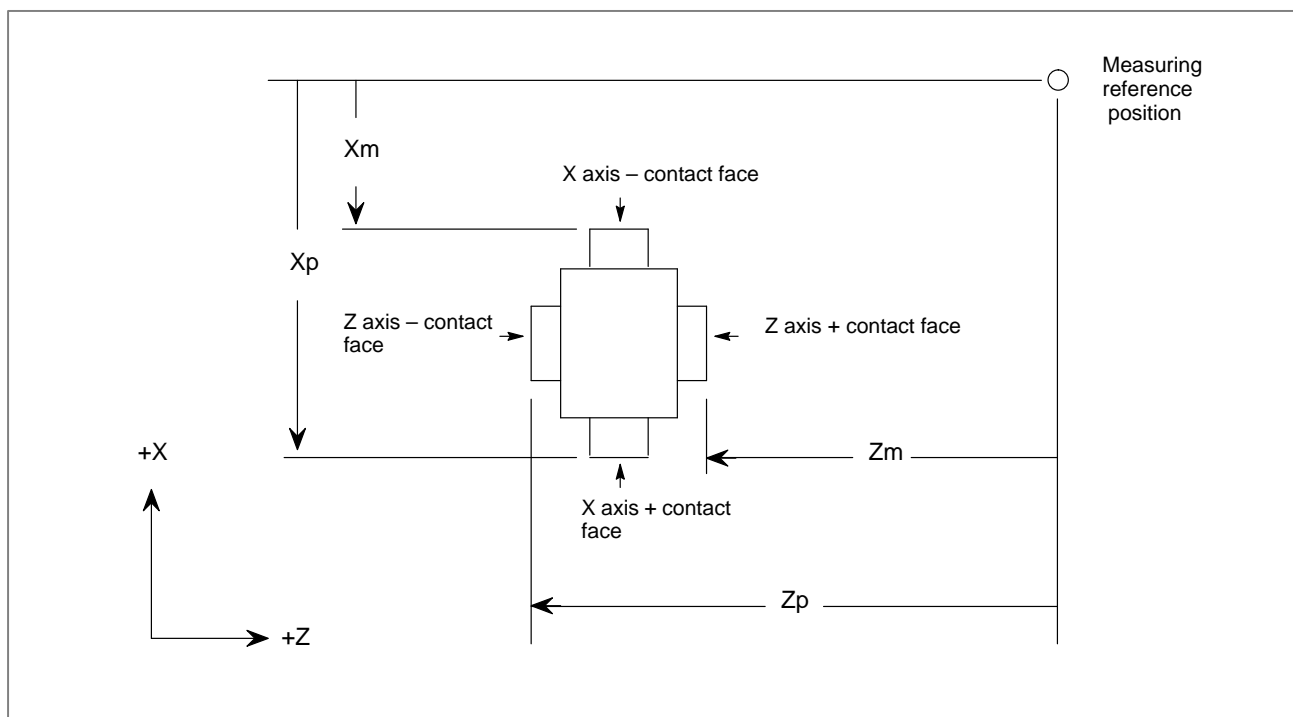 Measuring
reference
position
Xm
X axis – contact face
Xp
Z axis – contact
face
Z axis + contact face
+X
Zm
X axis + contact
face
Zp
+Z